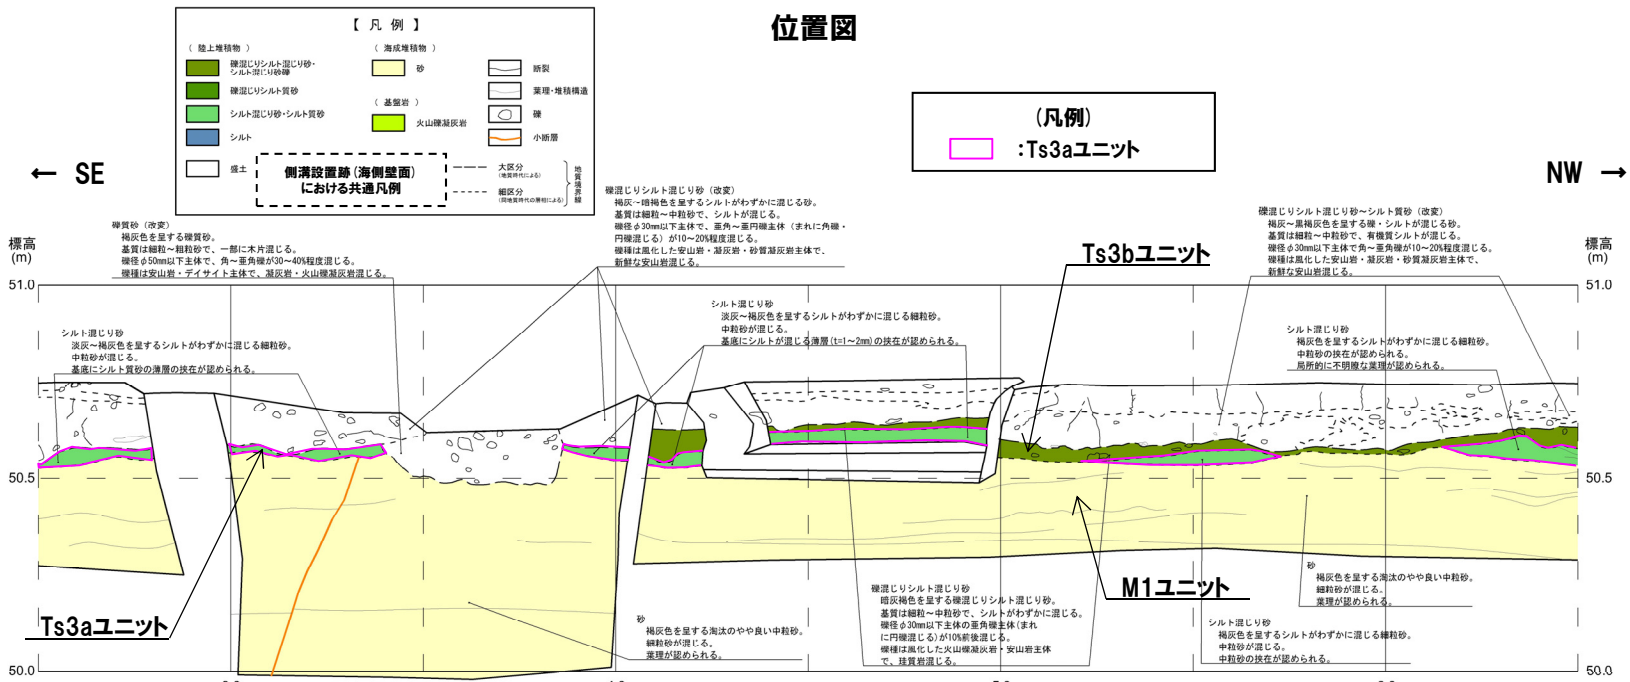 位置図
【 凡 例 】
( 陸上堆積物 )
礫混じりシルト混じり砂・
シルト混じり砂礫
礫混じりシルト質砂
シルト混じり砂・シルト質砂
シルト
盛土
( 海成堆積物 )
砂
( 基盤岩 )
火山礫凝灰岩
断裂
葉理・堆積構造
礫
小断層
側溝設置跡(海側壁面)
における共通凡例
大区分
(地質時代による)
細区分
(同地質時代の層相による)
地質境界線
(凡例)
:Ts3aユニット
← SE
NW →
標高
(m)
51.0
50.5
50.0
標高
(m)
51.0
50.5
50.0
礫質砂(改変)
褐灰色を呈する礫質砂。
基質は細粒~粗粒砂で、一部に木片混じる。
礫径φ50mm以下主体で、角~亜角礫が30~40%程度混じる。
礫種は安山岩・デイサイト主体で、凝灰岩・火山礫凝灰岩混じる。
礫混じりシルト混じり砂(改変)
褐灰~暗褐色を呈するシルトがわずかに混じる砂。
基質は細粒~中粒砂で、シルトが混じる。
礫径φ30mm以下主体で、亜角~亜円礫主体(まれに角礫・
円礫混じる)が10~20%程度混じる。
礫種は風化した安山岩・凝灰岩・砂質凝灰岩主体で、
新鮮な安山岩混じる。
礫混じりシルト混じり砂~シルト質砂(改変)
褐灰~黒褐灰色を呈する礫・シルトが混じる砂。
基質は細粒~中粒砂で、有機質シルトが混じる。
礫径φ30mm以下主体で角~亜角礫が10~20%程度混じる。
礫種は風化した安山岩・凝灰岩・砂質凝灰岩主体で、
新鮮な安山岩混じる。
Ts3bユニット
シルト混じり砂
淡灰~褐灰色を呈するシルトがわずかに混じる細粒砂。
中粒砂が混じる。
基底にシルト質砂の薄層の挟在が認められる。
シルト混じり砂
淡灰~褐灰色を呈するシルトがわずかに混じる細粒砂。
中粒砂が混じる。
基底にシルトが混じる薄層(t=1~2mm)の挟在が認められる。
シルト混じり砂
褐灰色を呈するシルトがわずかに混じる細粒砂。
中粒砂の挟在が認められる。
局所的に不明瞭な葉理が認められる。
Ts3aユニット
M1ユニット
砂
褐灰色を呈する淘汰のやや良い中粒砂。
細粒砂が混じる。
葉理が認められる。
礫混じりシルト混じり砂
暗灰褐色を呈する礫混じりシルト混じり砂。
基質は細粒~中粒砂で、シルトがわずかに混じる。
礫径φ30mm以下主体の亜角礫主体(まれ
に円礫混じる)が10%前後混じる。
礫種は風化した火山礫凝灰岩・安山岩主体
で、珪質岩混じる。
シルト混じり砂
褐灰色を呈するシルトがわずかに混じる細粒砂。
中粒砂が混じる。
中粒砂の挟在が認められる。
砂
褐灰色を呈する淘汰のやや良い中粒砂。
細粒砂が混じる。
葉理が認められる。